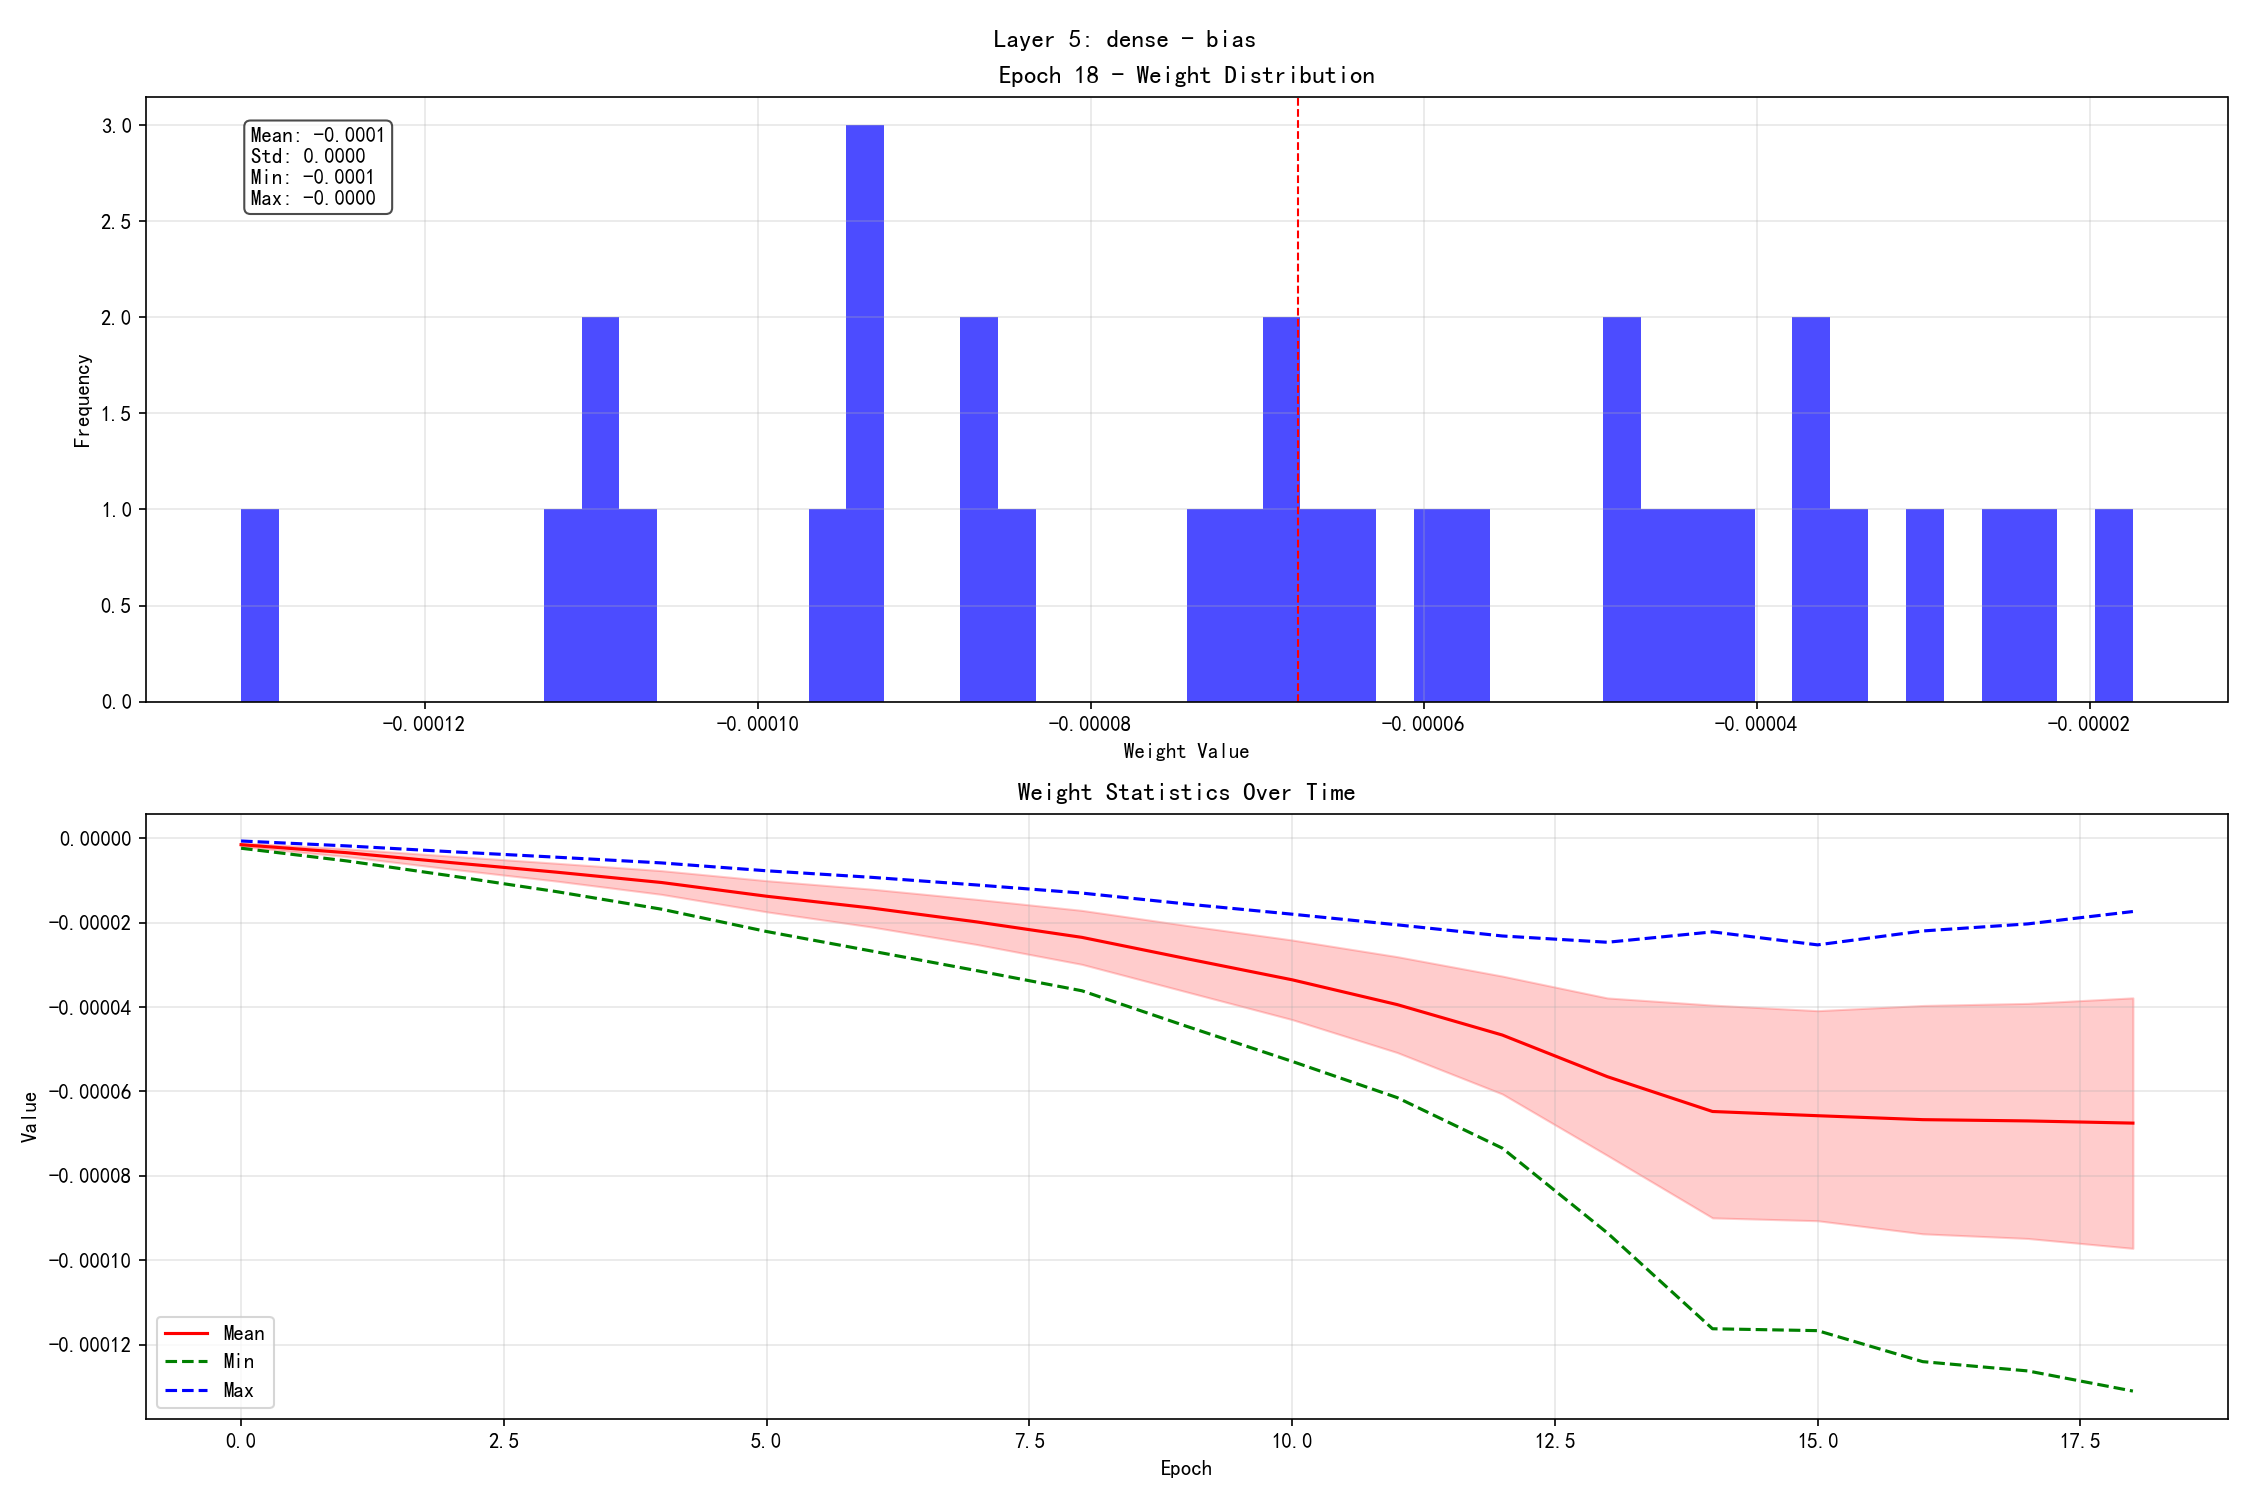 Layer 5: dense - bias
Epoch 18 - Weight Distribution
Mean: -0.0001
Std: 0.0000
Min: -0.0001
Max: -0.0000
3.0
2.5
2.0
1.5
1.0
0.5
0.0
Frequency
-0.00012 -0.00010 -0.00008 -0.00006 -0.00004 -0.00002
Weight Value
Weight Statistics Over Time
0.00000
-0.00002
-0.00004
-0.00006
-0.00008
-0.00010
-0.00012
Value
Mean
Min
Max
0.0 2.5 5.0 7.5 10.0 12.5 15.0 17.5
Epoch